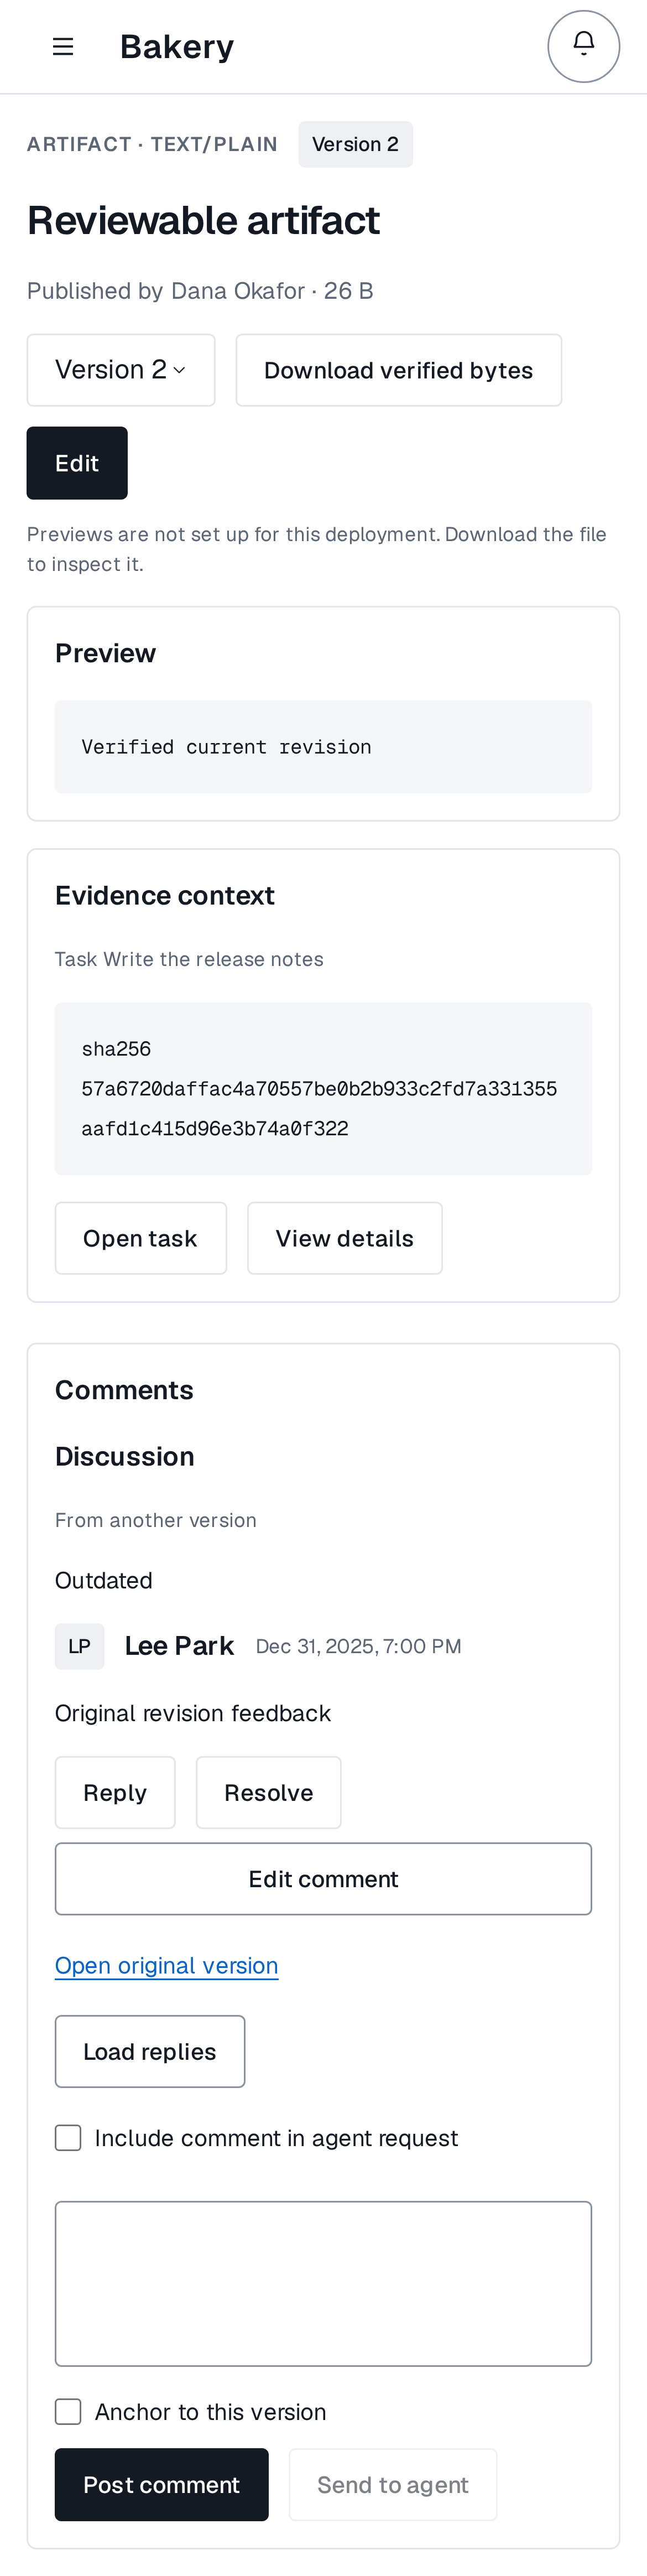 Bakery
ARTIFACT · TEXT/PLAIN Version 2
Reviewable artifact
Published by Dana Okafor · 26 B
Version 2 Download verified bytes
Edit
Previews are not set up for this deployment. Download the file
to inspect it.
Preview
Verified current revision
Evidence context
Task Write the release notes
sha256
57a6720daffac4a70557be0b2b933c2fd7a331355
aafd1c415d96e3b74a0f322
Open task View details
Comments
Discussion
From another version
Outdated
LP Lee Park Dec 31, 2025, 7:00 PM
Original revision feedback
Reply Resolve
Edit comment
Open original version
Load replies
Include comment in agent request
Anchor to this version
Post comment Send to agent